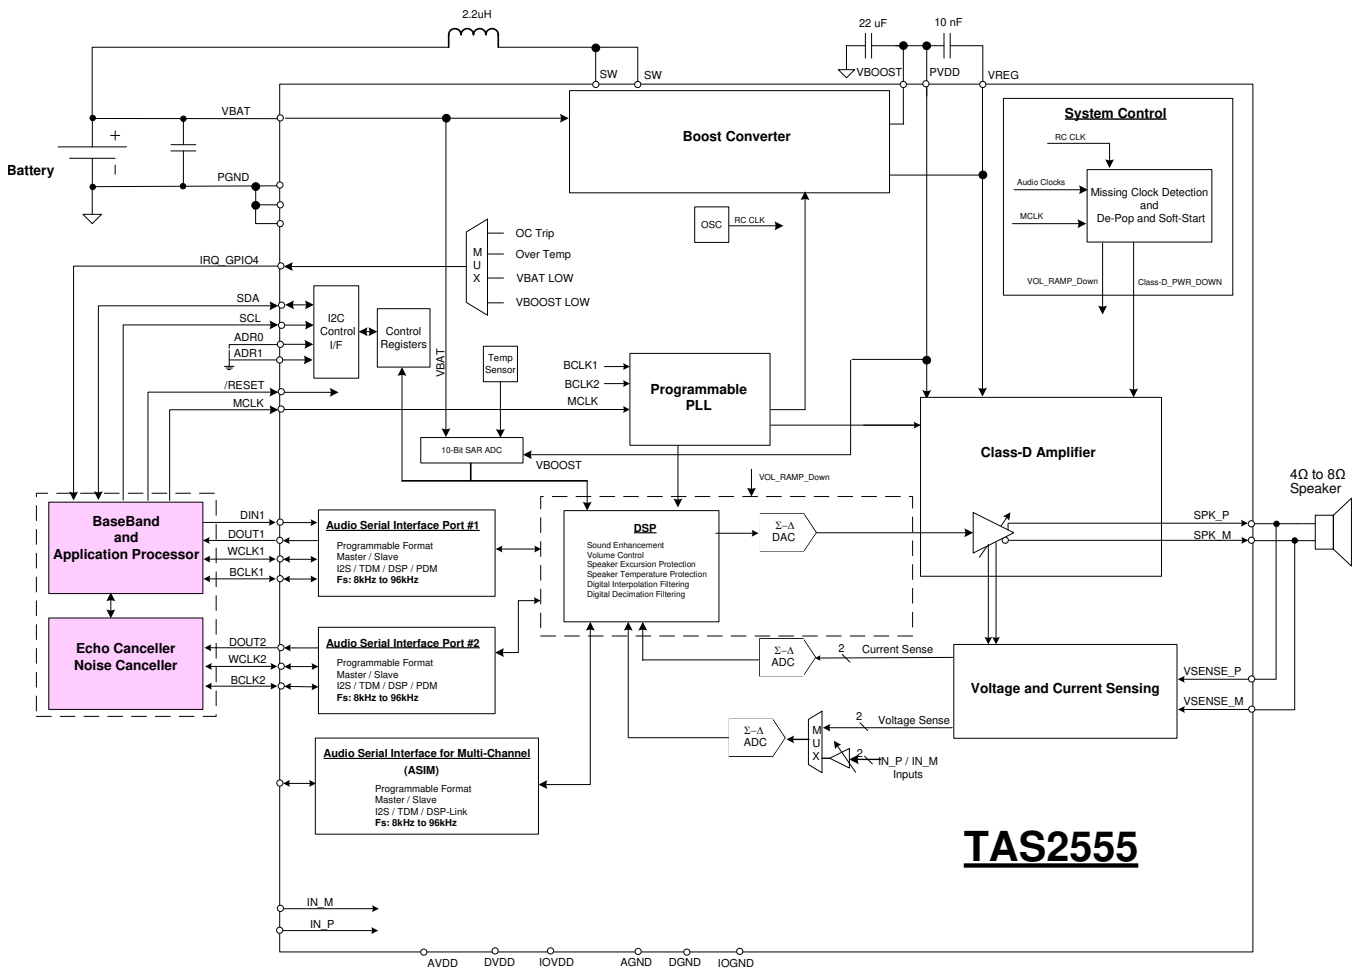 2.2uH
22 uF
10 nF
SW
SW
VBOOST
PVDD
VREG
VBAT
Battery
+
PGND
Boost Converter
System Control
RC CLK
Audio Clocks
MCLK
Missing Clock Detection
and
De-Pop and Soft-Start
VOL_RAMP_Down
Class-D_PWR_DOWN
OSC
RC CLK
MUX
OC Trip
Over Temp
VBAT LOW
VBOOST LOW
IRQ_GPIO4
SDA
SCL
ADR0
ADR1
/RESET
MCLK
I2C
Control
I/F
Control
Registers
VBAT
Temp
Sensor
BCLK1
BCLK2
MCLK
Programmable
PLL
10-Bit SAR ADC
VBOOST
Class-D Amplifier
4Ω to 8Ω
Speaker
SPK_P
SPK_M
VOL_RAMP_Down
BaseBand
and
Application Processor
DIN1
DOUT1
WCLK1
BCLK1
Audio Serial Interface Port #1
Programmable Format
Master / Slave
I2S / TDM / DSP / PDM
Fs: 8kHz to 96kHz
DSP
Sound Enhancement
Volume Control
Speaker Excursion Protection
Speaker Temperature Protection
Digital Interpolation Filtering
Digital Decimation Filtering
Σ–Δ
DAC
Echo Canceller
Noise Canceller
DOUT2
WCLK2
BCLK2
Audio Serial Interface Port #2
Programmable Format
Master / Slave
I2S / TDM / DSP / PDM
Fs: 8kHz to 96kHz
Σ–Δ
ADC
2
Current Sense
Voltage and Current Sensing
VSENSE_P
VSENSE_M
Σ–Δ
ADC
MUX
2
Voltage Sense
2
IN_P / IN_M
Inputs
Audio Serial Interface for Multi-Channel
(ASIM)
Programmable Format
Master / Slave
I2S / TDM / DSP-Link
Fs: 8kHz to 96kHz
TAS2555
IN_M
IN_P
AVDD
DVDD
IOVDD
AGND
DGND
IOGND